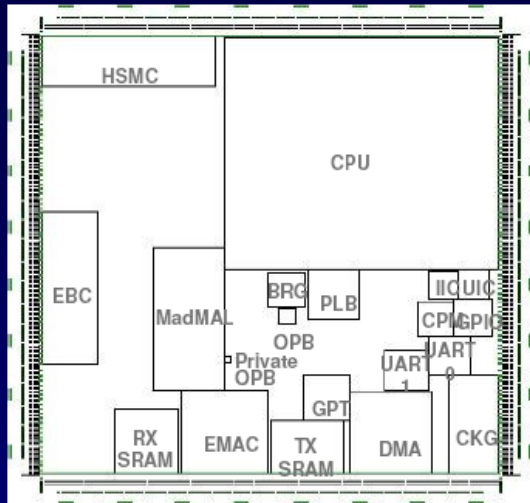 HSMC
CPU
EBC
MadMAL
BRG
PLB
IIC
UIC
CPM
GPIO
OPB
Private
OPB
UART
1
UART
0
GPT
RX
SRAM
EMAC
TX
SRAM
DMA
CKG